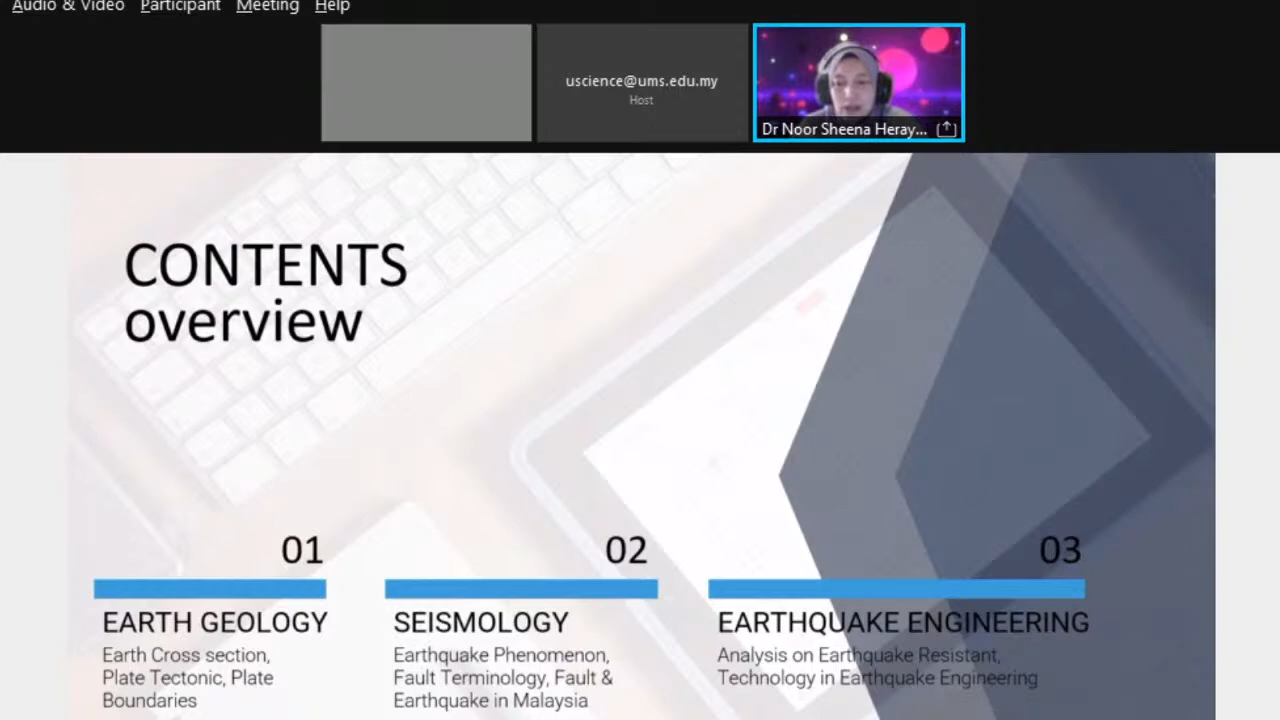 Audio & Video Participant Meeting Help
uscience@ums.edu.my
Host
Dr Noor Sheena Heray...
CONTENTS
overview
01
02
03
EARTH GEOLOGY
Earth Cross section,
Plate Tectonic, Plate
Boundaries
SEISMOLOGY
Earthquake Phenomenon,
Fault Terminology, Fault &
Earthquake in Malaysia
EARTHQUAKE ENGINEERING
Analysis on Earthquake Resistant,
Technology in Earthquake Engineering